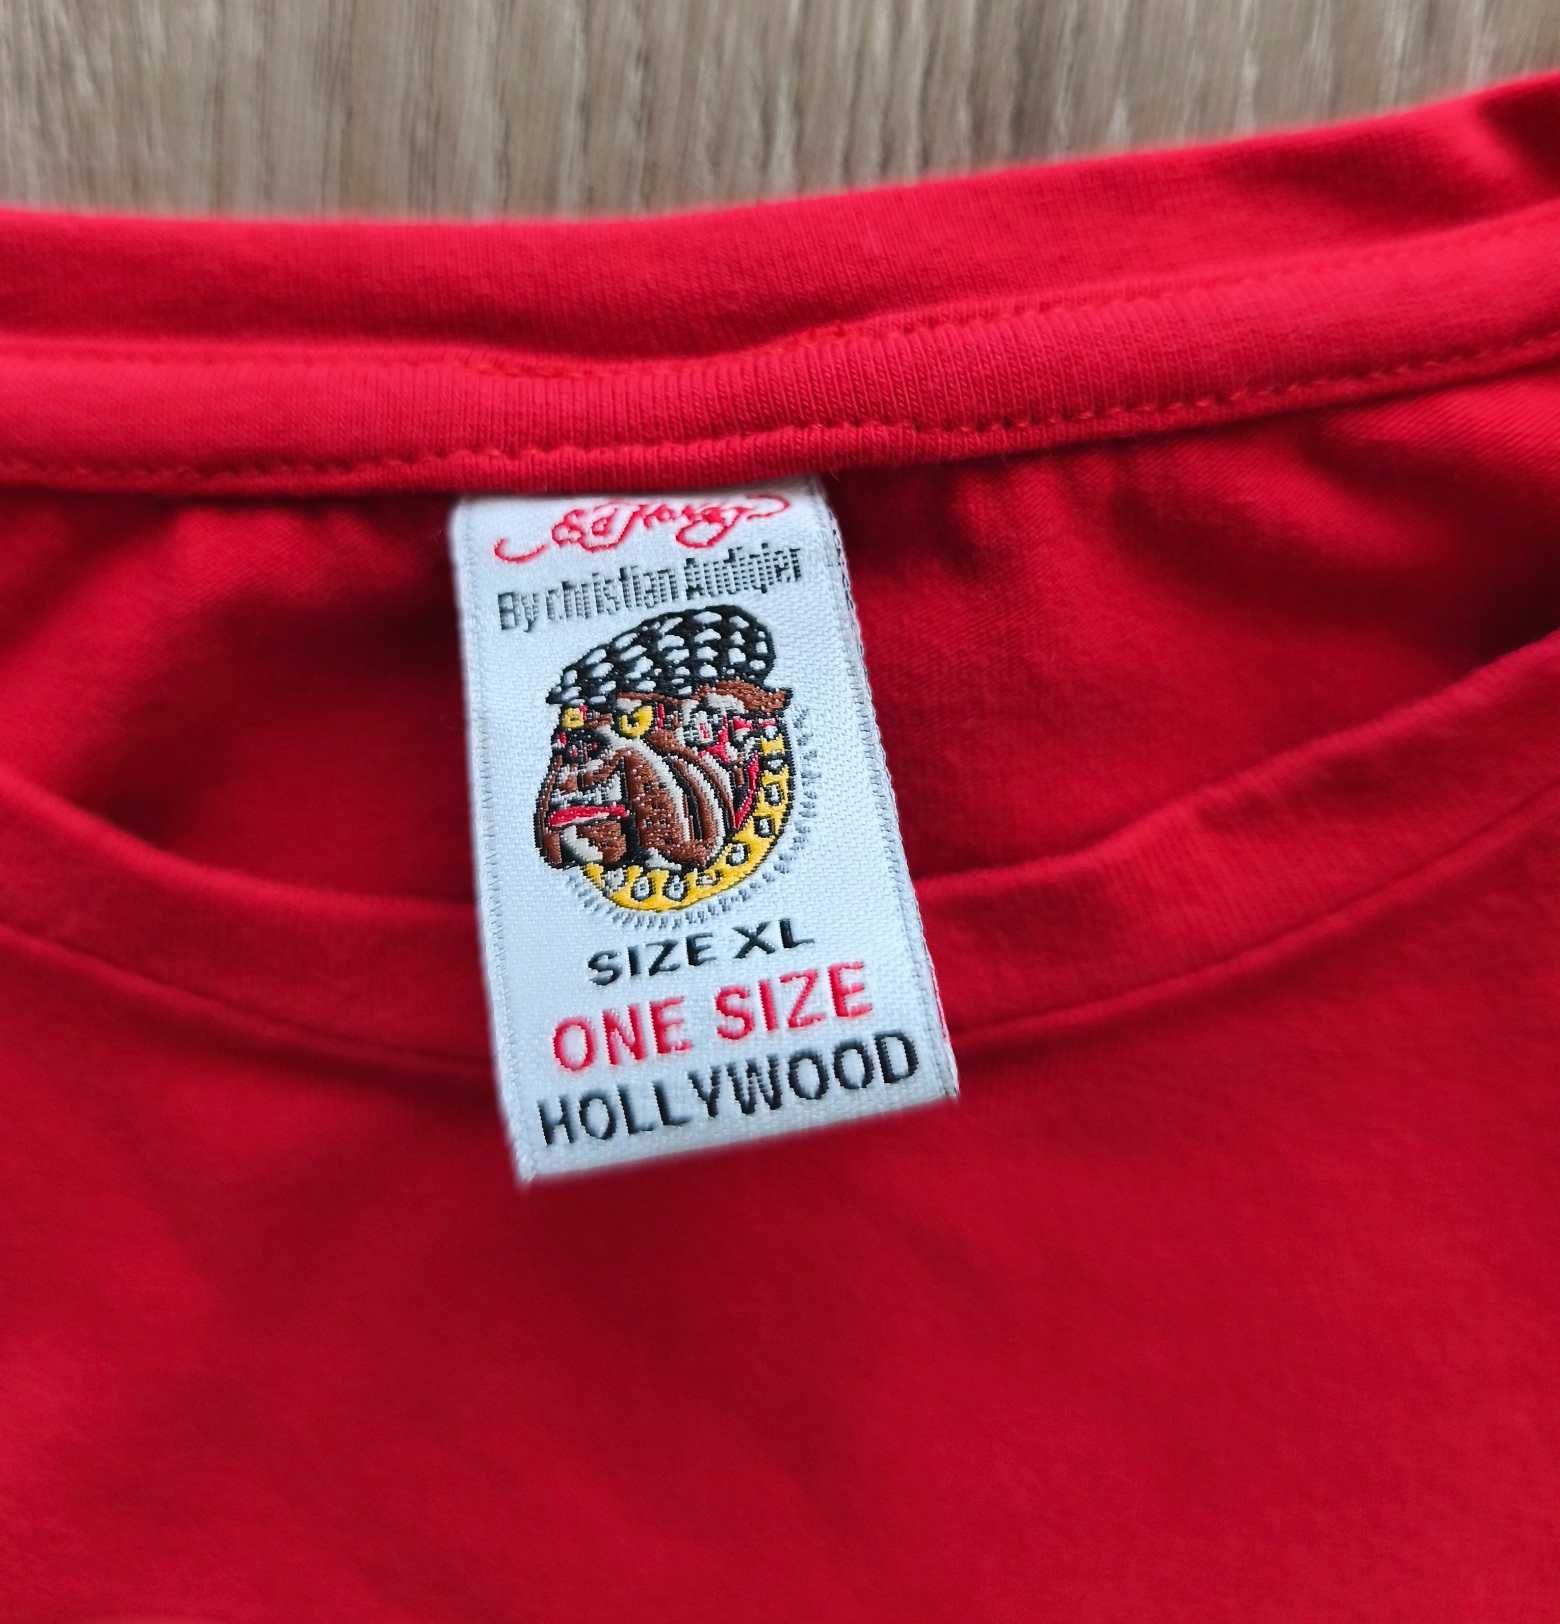 Ed Hardy
By christian Audigier
SIZE XL
ONE SIZE
HOLLYWOOD